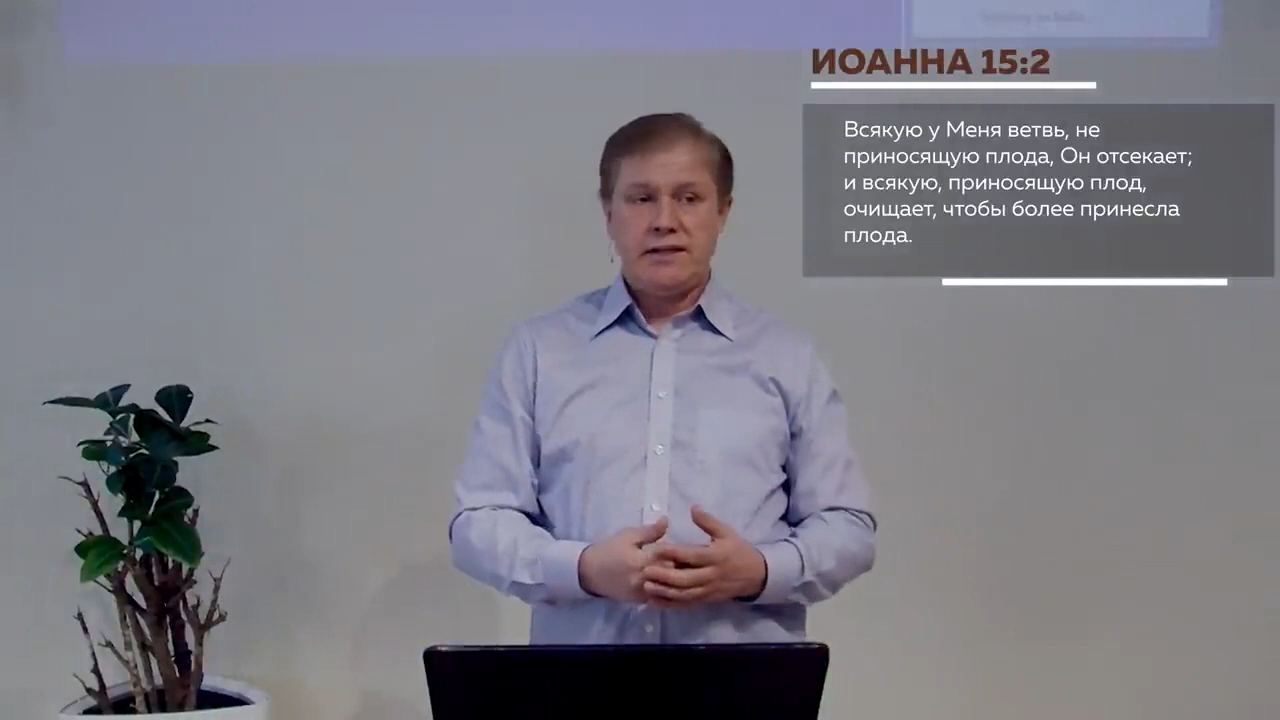 ИОАННА 15:2
Всякую у Меня ветвь, не
приносящую плода, Он отсекает;
и всякую, приносящую плод,
очищает, чтобы более принесла
плода.